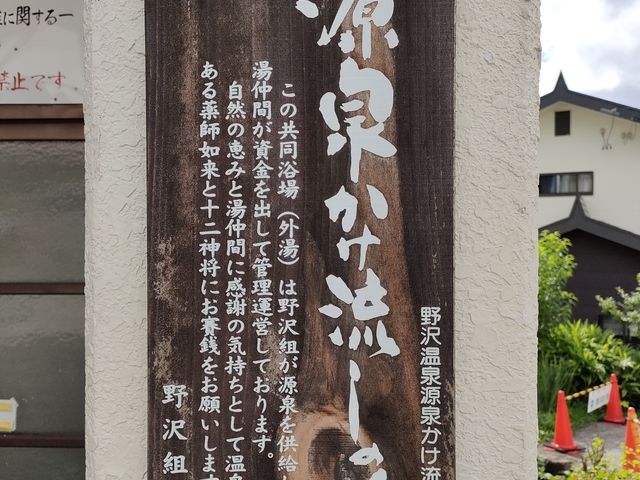 野沢温泉源泉かけ流
源泉かけ流し
この共同浴場（外湯）は野沢組が源泉を供給し
湯仲間が資金を出して管理運営しております。
自然の恵みと湯仲間に感謝の気持ちとして温泉
ある薬師如来と十二神将にお賽銭をお願いします
野沢組
に関する一
禁止です